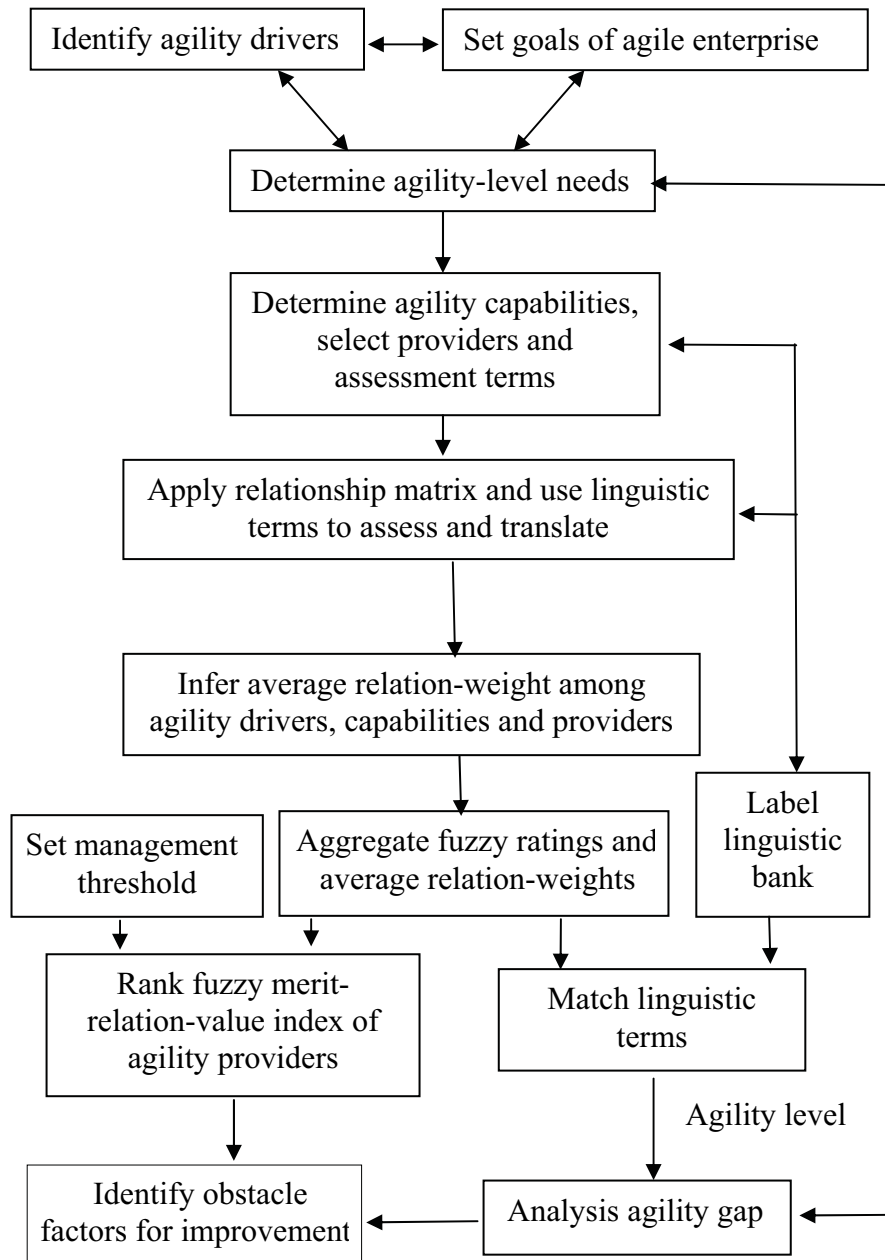 Identify agility drivers
Set goals of agile enterprise
Determine agility-level needs
Determine agility capabilities,
select providers and
assessment terms
Apply relationship matrix and use linguistic
terms to assess and translate
Infer average relation-weight among
agility drivers, capabilities and providers
Label
linguistic
bank
Set management
threshold
Aggregate fuzzy ratings and
average relation-weights
Rank fuzzy merit-
relation-value index of
agility providers
Match linguistic
terms
Agility level
Identify obstacle
factors for improvement
Analysis agility gap